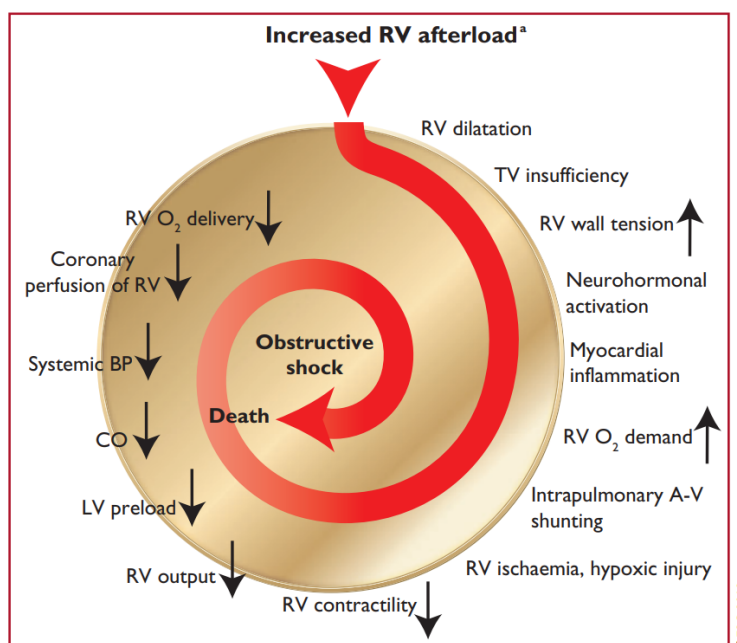 Increased RV afterloadᵃ
RV dilatation
TV insufficiency
RV wall tension
Neurohormonal
activation
Myocardial
inflammation
RV O₂ demand
Intrapulmonary A-V
shunting
RV ischaemia, hypoxic injury
RV contractility
RV output
LV preload
CO
Systemic BP
Coronary
perfusion of RV
RV O₂ delivery
Obstructive
shock
Death